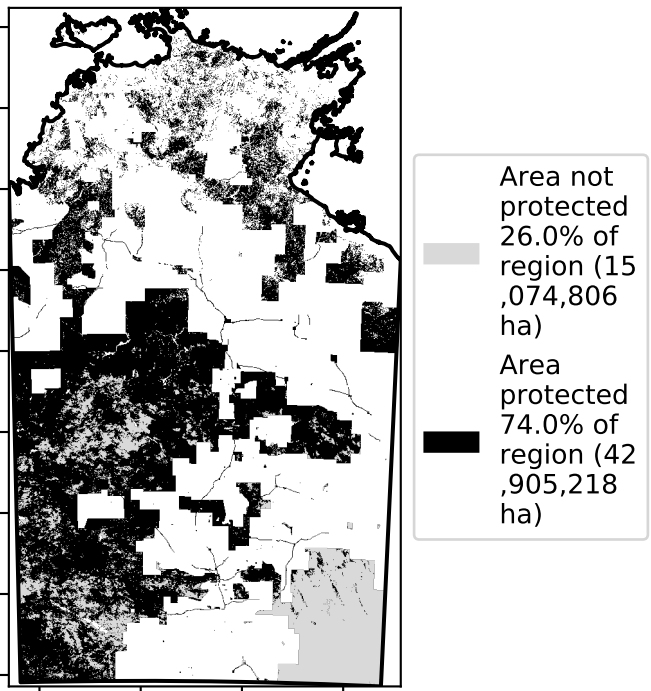 Area not
protected
26.0% of
region (15
,074,806
ha)
Area
protected
74.0% of
region (42
,905,218
ha)